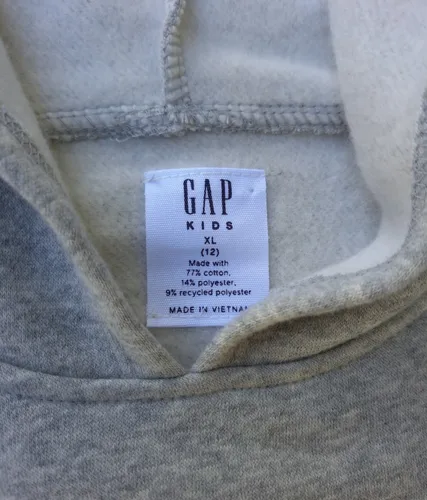 GAP
KIDS
XL
(12)
Made with
77% cotton,
14% polyester,
9% recycled polyester
MADE IN VIETNAM